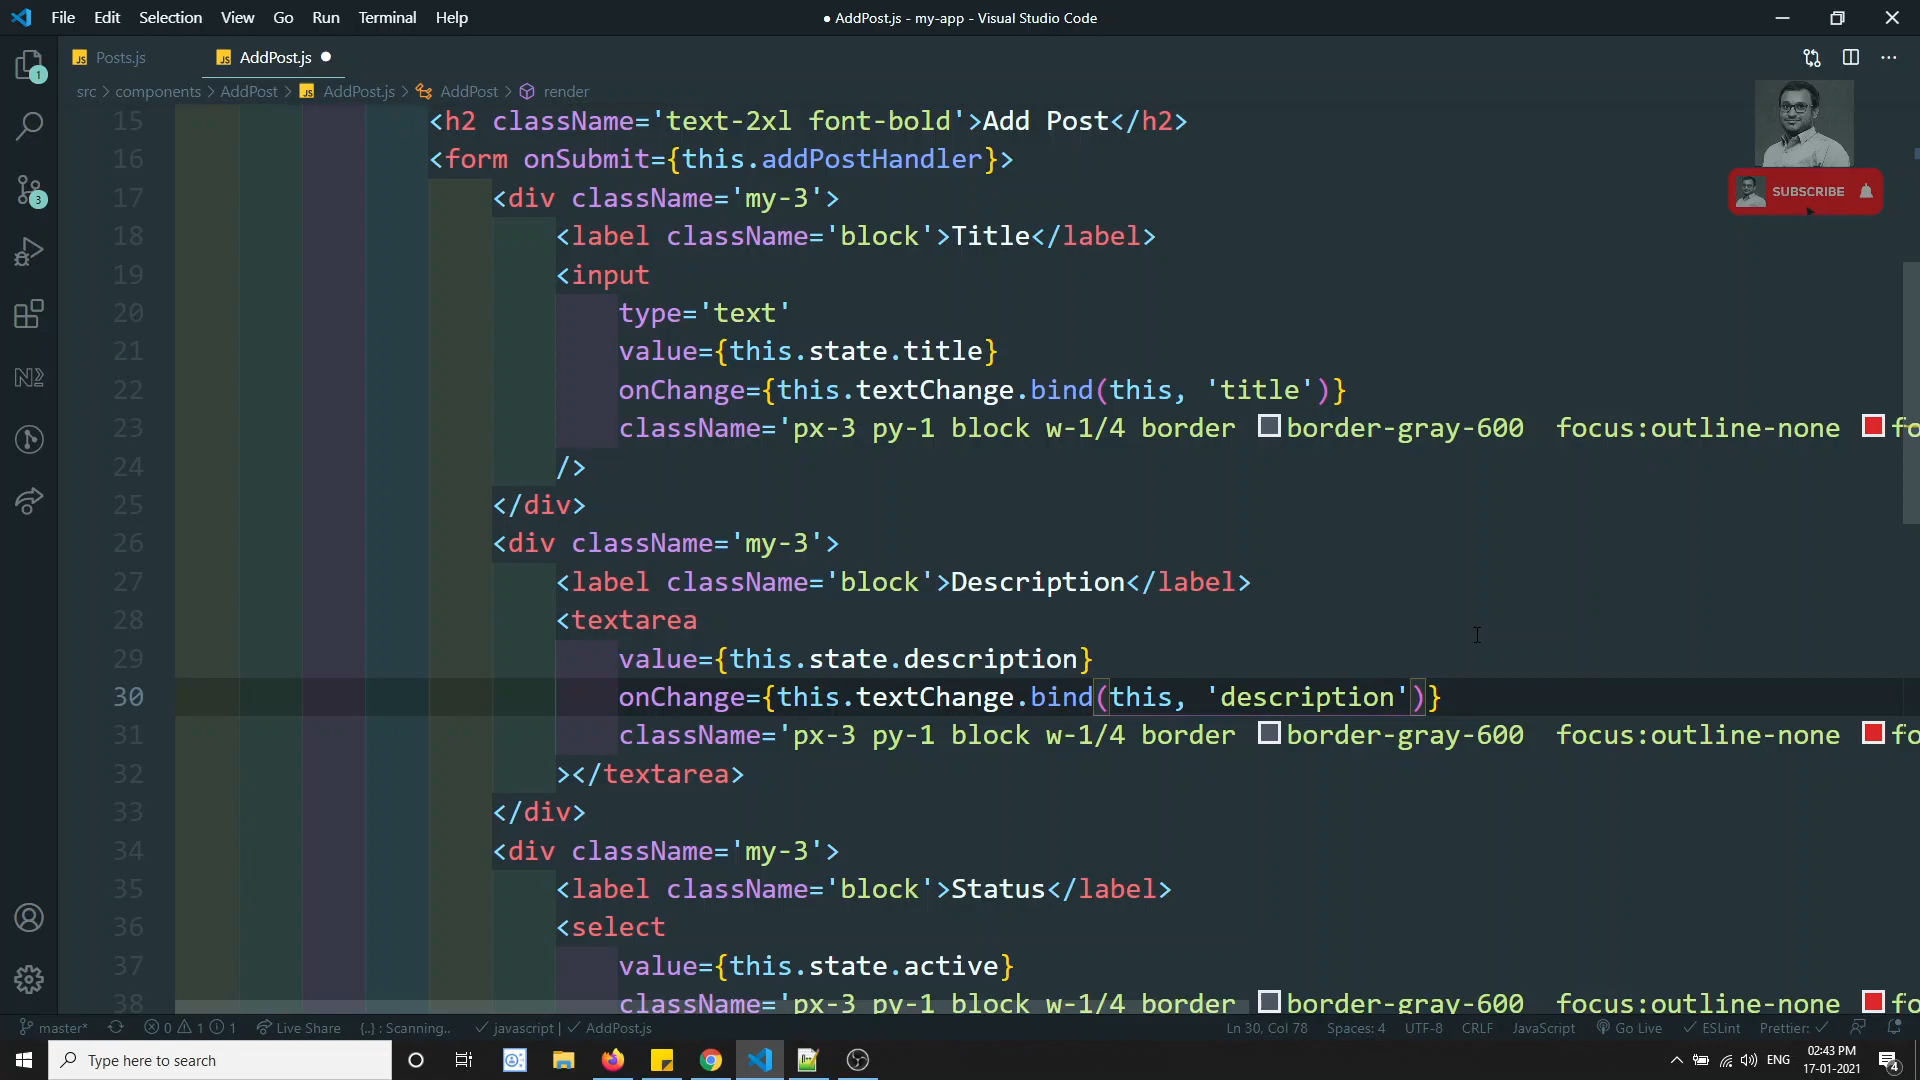 File Edit Selection View Go Run Terminal Help
● AddPost.js - my-app - Visual Studio Code
JS Posts.js
JS AddPost.js ●
src > components > AddPost > JS AddPost.js > AddPost > render
15 <h2 className='text-2xl font-bold'>Add Post</h2>
16 <form onSubmit={this.addPostHandler}>
17 <div className='my-3'>
18 <label className='block'>Title</label>
19 <input
20 type='text'
21 value={this.state.title}
22 onChange={this.textChange.bind(this, 'title')}
23 className='px-3 py-1 block w-1/4 border border-gray-600 focus:outline-none fo
24 />
25 </div>
26 <div className='my-3'>
27 <label className='block'>Description</label>
28 <textarea
29 value={this.state.description}
30 onChange={this.textChange.bind(this, 'description')}
31 className='px-3 py-1 block w-1/4 border border-gray-600 focus:outline-none fo
32 ></textarea>
33 </div>
34 <div className='my-3'>
35 <label className='block'>Status</label>
36 <select
37 value={this.state.active}
38 className='px-3 py-1 block w-1/4 border border-gray-600 focus:outline-none fo
SUBSCRIBE
1
3
master* 0 1 1 Live Share {..} : Scanning.. javascript | AddPost.js
Ln 30, Col 78 Spaces: 4 UTF-8 CRLF JavaScript Go Live ESLint Prettier:
Type here to search
ENG
02:43 PM
17-01-2021
4